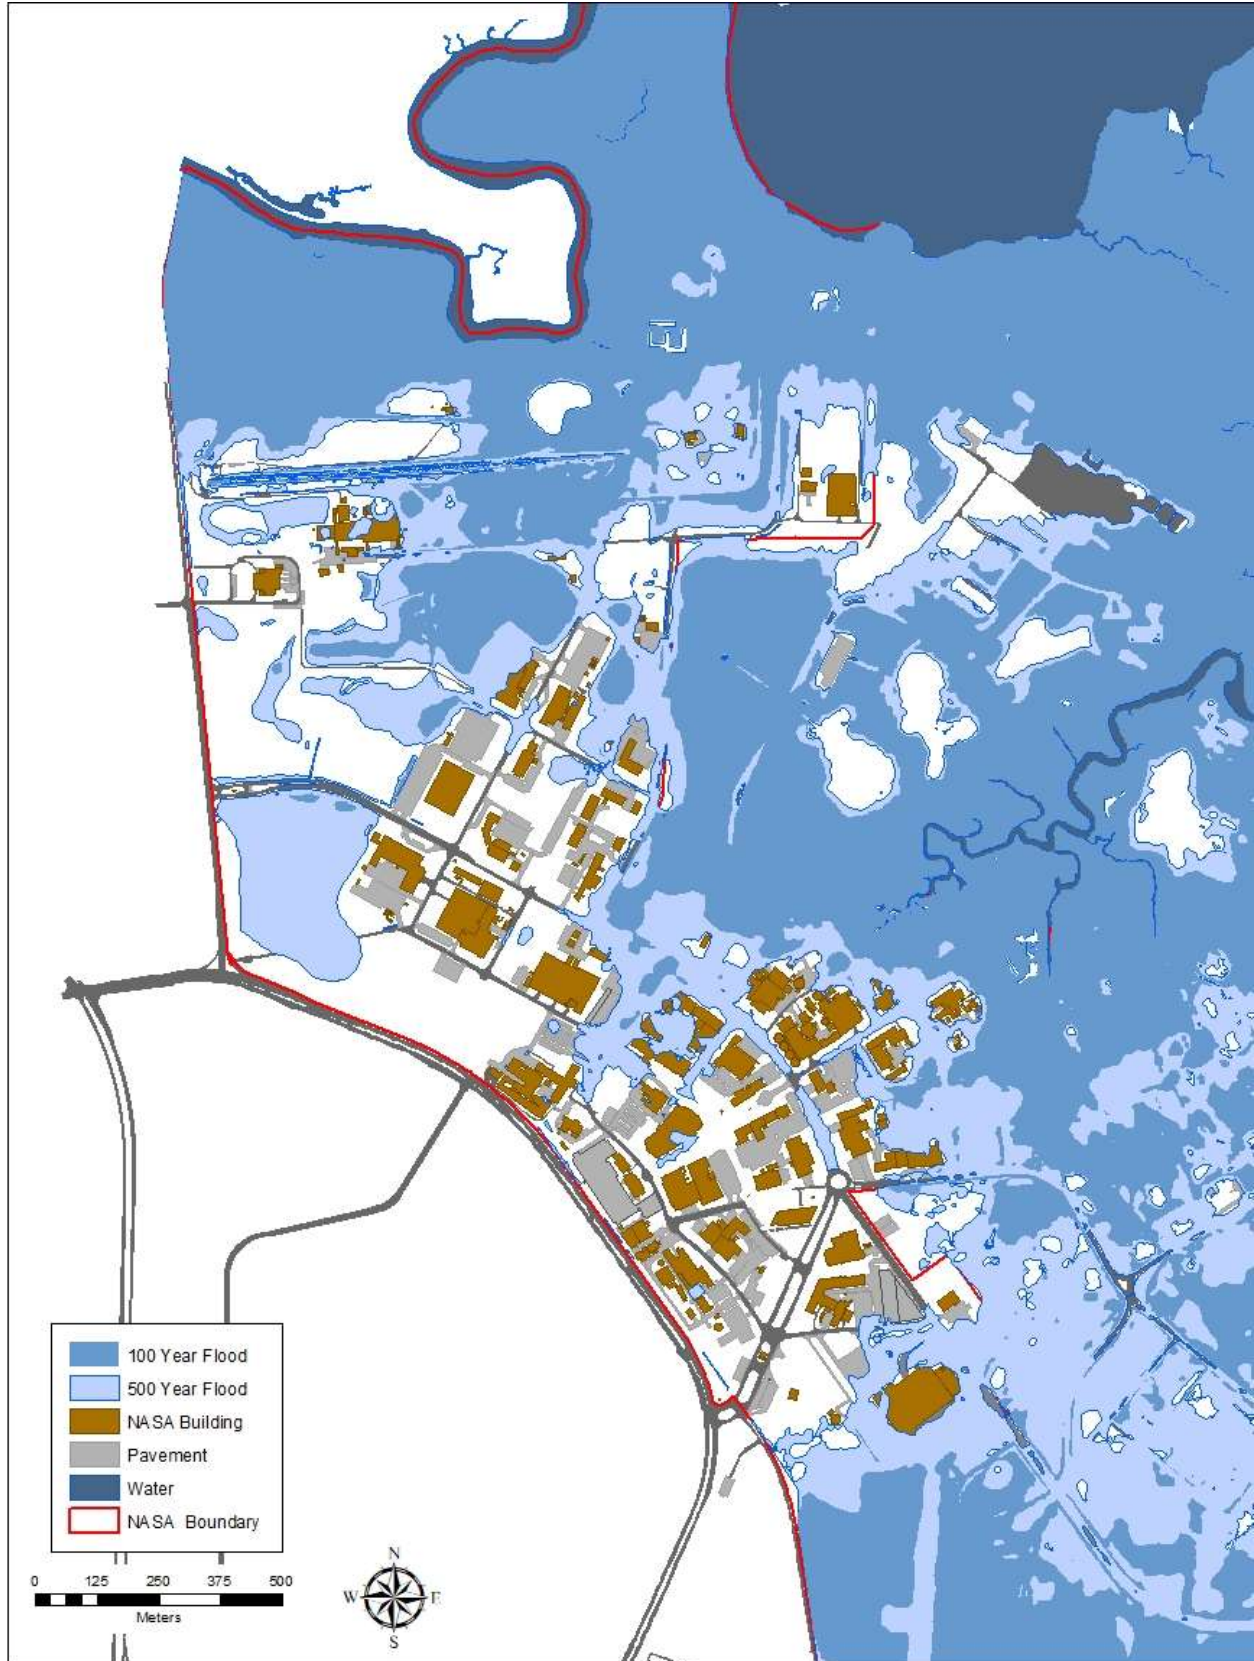 100 Year Flood
500 Year Flood
NASA Building
Pavement
Water
NASA Boundary
0 125 250 375 500
Meters
N
W E
S